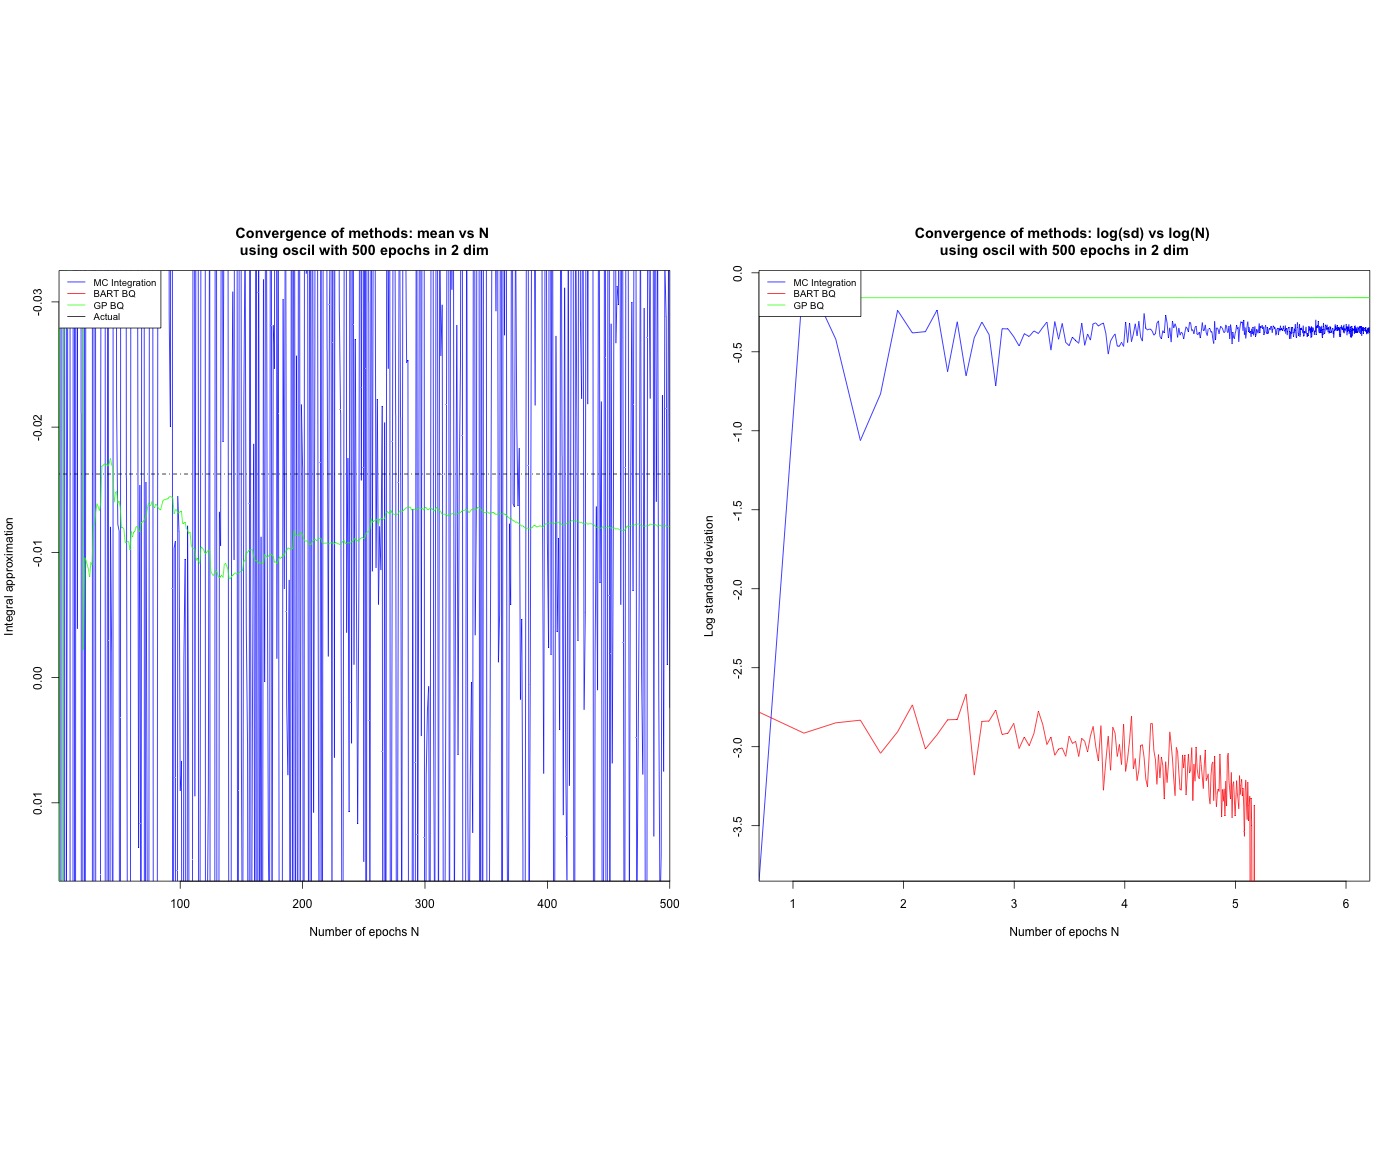 Convergence of methods: mean vs N
using oscil with 500 epochs in 2 dim
MC Integration
BART BQ
GP BQ
Actual
Integral approximation
-0.03
-0.02
-0.01
0.00
0.01
100
200
300
400
500
Number of epochs N
Convergence of methods: log(sd) vs log(N)
using oscil with 500 epochs in 2 dim
MC Integration
BART BQ
GP BQ
Log standard deviation
0.0
-0.5
-1.0
-1.5
-2.0
-2.5
-3.0
-3.5
1
2
3
4
5
6
Number of epochs N